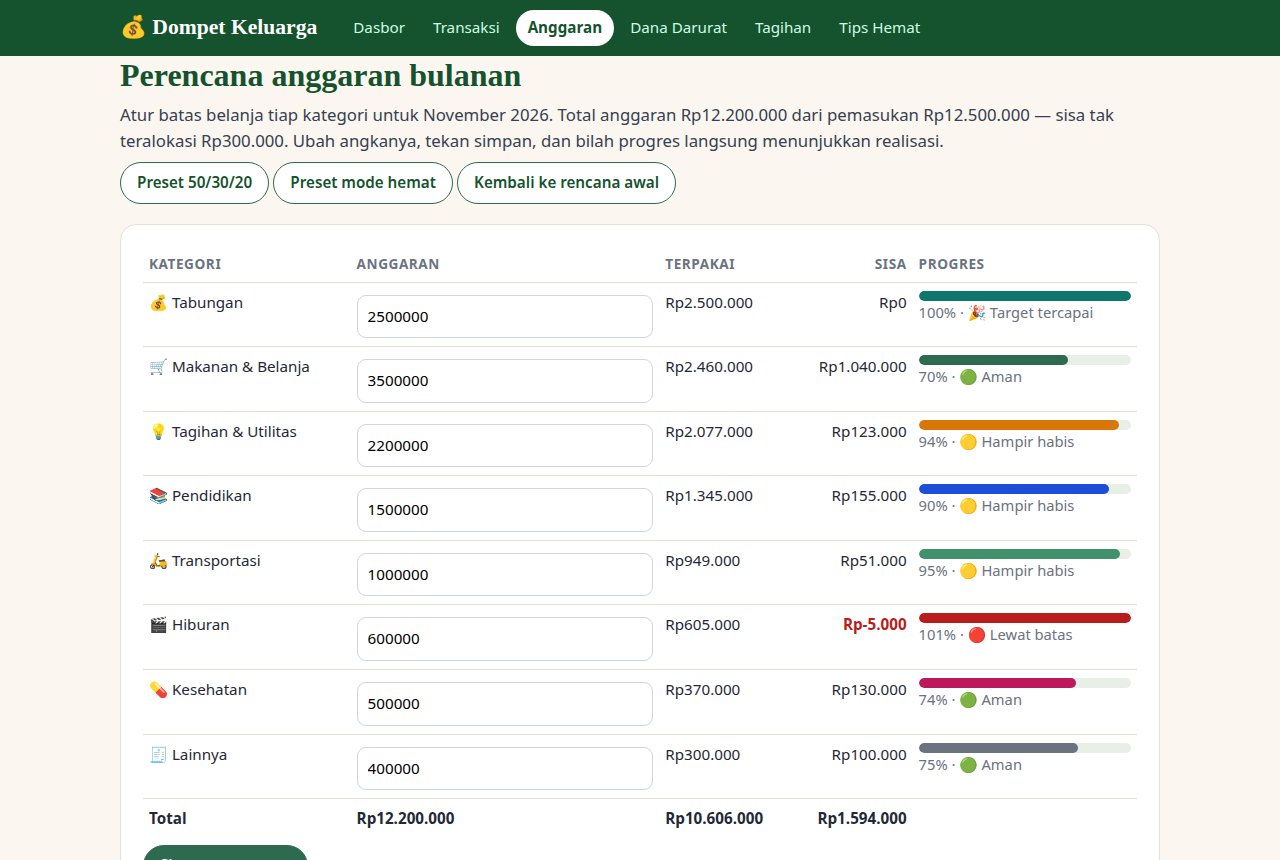 💰 Dompet Keluarga Dasbor Transaksi Anggaran Dana Darurat Tagihan Tips Hemat
Perencana anggaran bulanan
Atur batas belanja tiap kategori untuk November 2026. Total anggaran Rp12.200.000 dari pemasukan Rp12.500.000 — sisa tak
teralokasi Rp300.000. Ubah angkanya, tekan simpan, dan bilah progres langsung menunjukkan realisasi.
Preset 50/30/20 Preset mode hemat Kembali ke rencana awal
KATEGORI ANGGARAN TERPAKAI SISA PROGRES
💰 Tabungan 2500000 Rp2.500.000 Rp0 100% · 🎉 Target tercapai
🛒 Makanan & Belanja 3500000 Rp2.460.000 Rp1.040.000 70% · 🟢 Aman
💡 Tagihan & Utilitas 2200000 Rp2.077.000 Rp123.000 94% · 🟡 Hampir habis
📚 Pendidikan 1500000 Rp1.345.000 Rp155.000 90% · 🟡 Hampir habis
🛵 Transportasi 1000000 Rp949.000 Rp51.000 95% · 🟡 Hampir habis
🎬 Hiburan 600000 Rp605.000 Rp-5.000 101% · 🔴 Lewat batas
💊 Kesehatan 500000 Rp370.000 Rp130.000 74% · 🟢 Aman
🧾 Lainnya 400000 Rp300.000 Rp100.000 75% · 🟢 Aman
Total Rp12.200.000 Rp10.606.000 Rp1.594.000